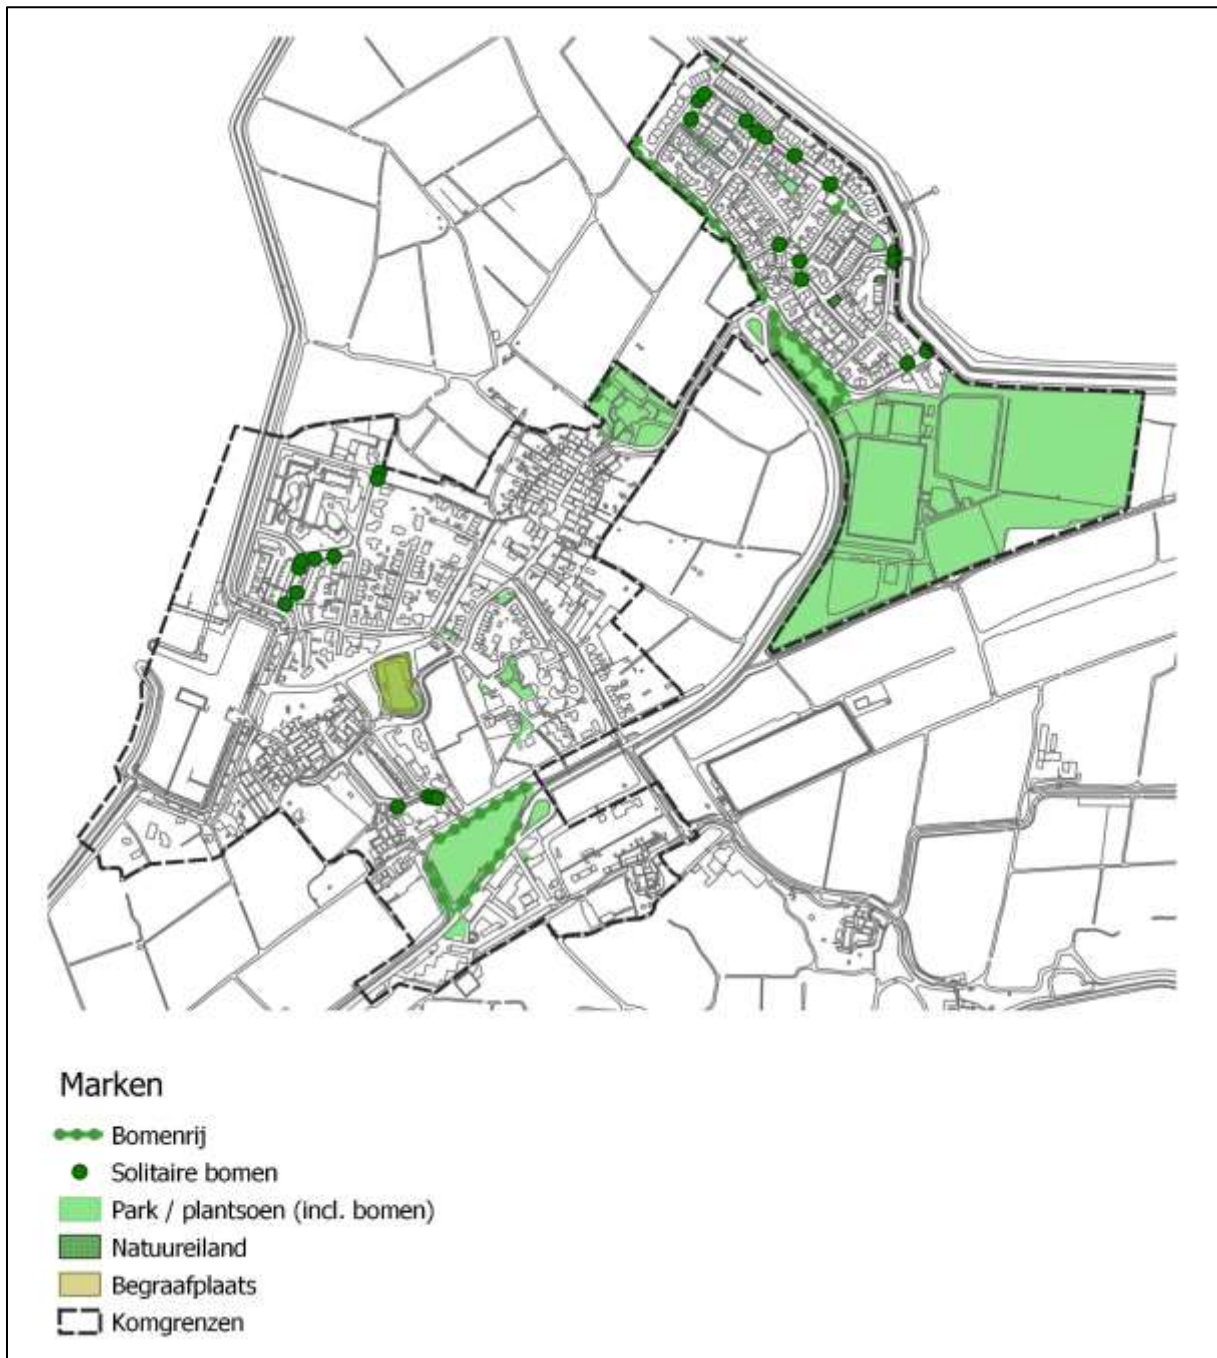 Marken
Bomenrij
Solitaire bomen
Park / plantsoen (incl. bomen)
Natuureiland
Begraafplaats
Komgrenzen